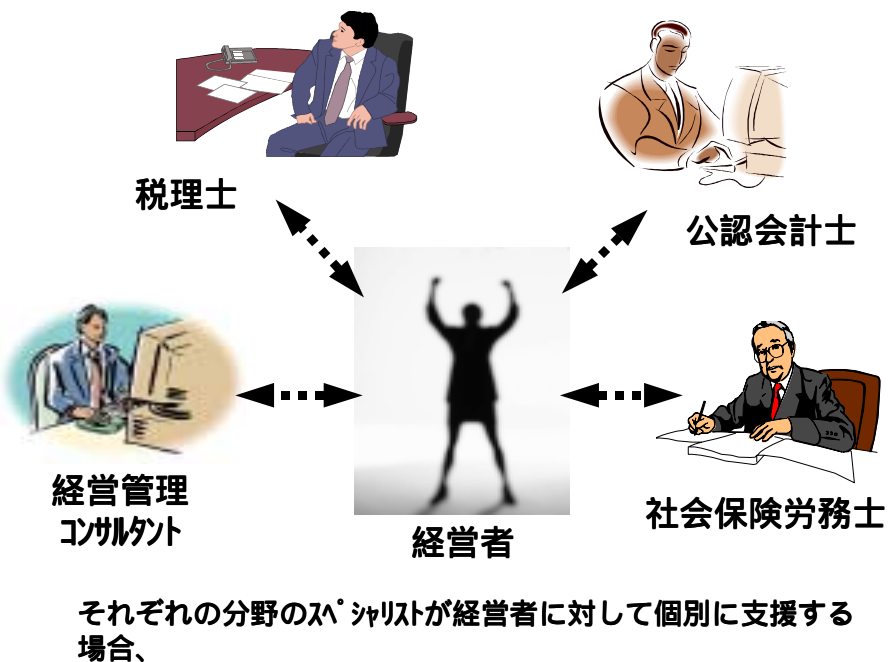 税理士
公認会計士
経営管理
ｺﾝｻﾙﾀﾝﾄ
経営者
社会保険労務士
それぞれの分野のｽﾍﾟｼｬﾘｽﾄが経営者に対して個別に支援する
場合、